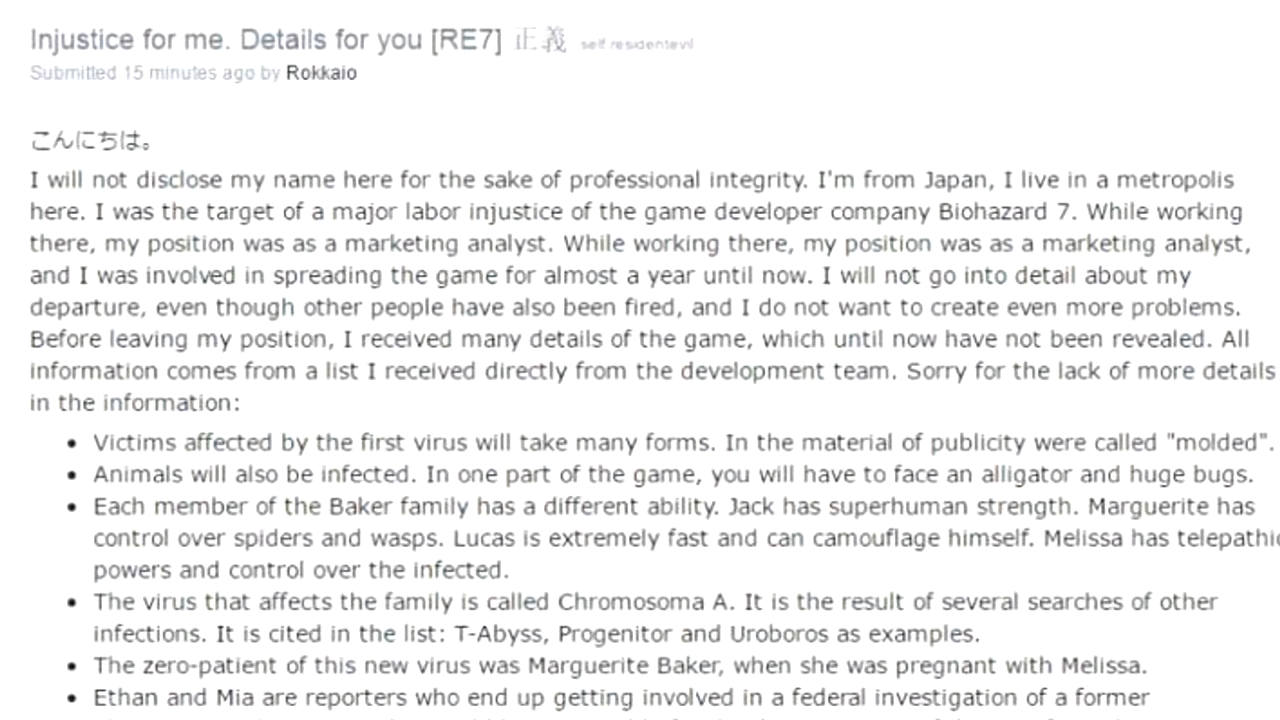 Injustice for me. Details for you [RE7] 正義 self.residentevil
Submitted 15 minutes ago by Rokkaio
こんにちは。
I will not disclose my name here for the sake of professional integrity. I'm from Japan, I live in a metropolis
here. I was the target of a major labor injustice of the game developer company Biohazard 7. While working
there, my position was as a marketing analyst. While working there, my position was as a marketing analyst,
and I was involved in spreading the game for almost a year until now. I will not go into detail about my
departure, even though other people have also been fired, and I do not want to create even more problems.
Before leaving my position, I received many details of the game, which until now have not been revealed. All
information comes from a list I received directly from the development team. Sorry for the lack of more details
in the information:
• Victims affected by the first virus will take many forms. In the material of publicity were called "molded".
• Animals will also be infected. In one part of the game, you will have to face an alligator and huge bugs.
• Each member of the Baker family has a different ability. Jack has superhuman strength. Marguerite has
control over spiders and wasps. Lucas is extremely fast and can camouflage himself. Melissa has telepathic
powers and control over the infected.
• The virus that affects the family is called Chromosoma A. It is the result of several searches of other
infections. It is cited in the list: T-Abyss, Progenitor and Uroboros as examples.
• The zero-patient of this new virus was Marguerite Baker, when she was pregnant with Melissa.
• Ethan and Mia are reporters who end up getting involved in a federal investigation of a former